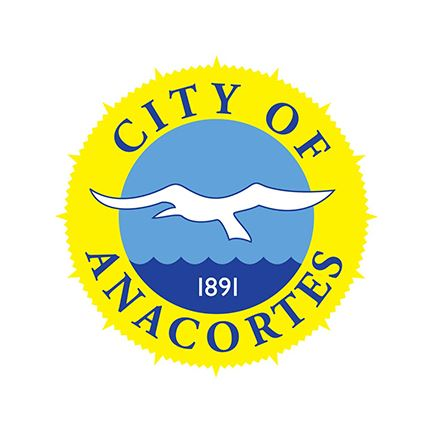 CITY OF
1891
ANACORTES